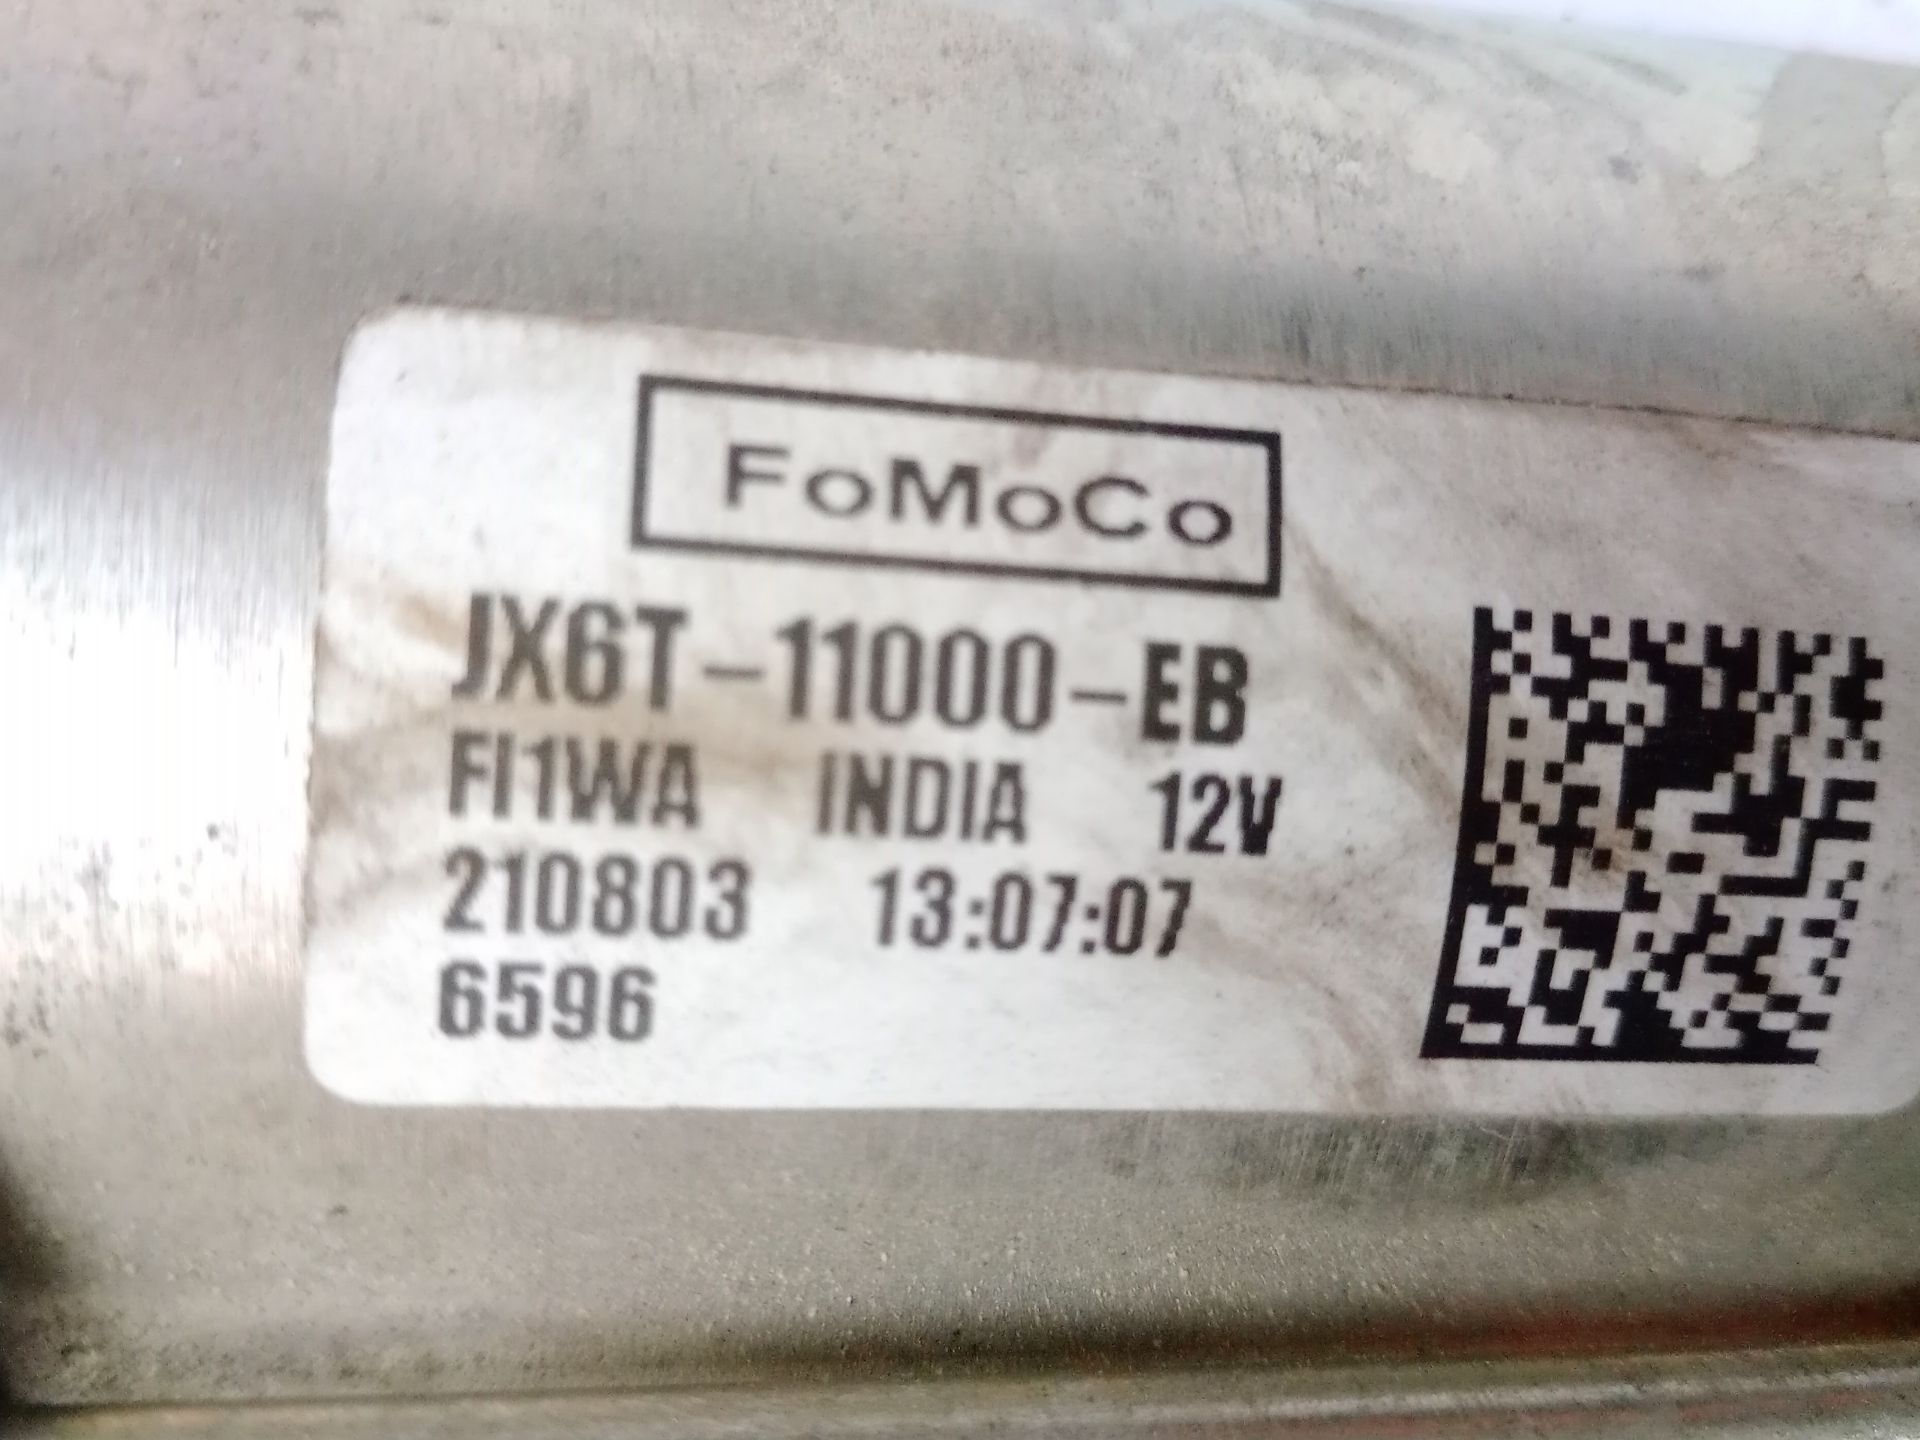 FoMoCo
JX6T-11000-EB
FI1WA INDIA 12V
210803 13:07:07
6596